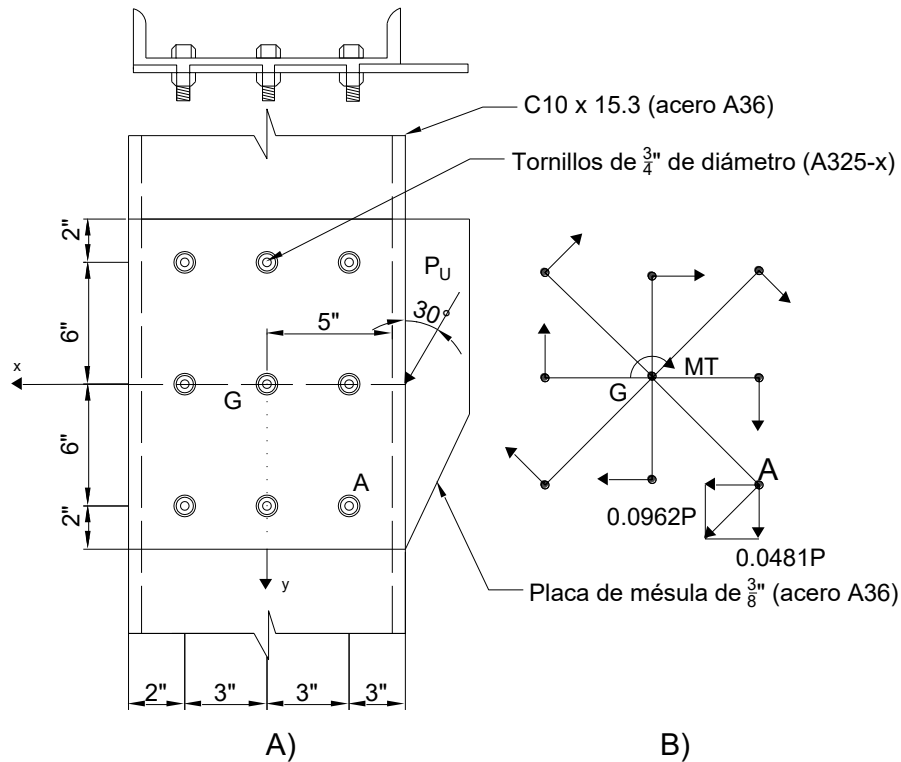 C10 x 15.3 (acero A36)
Tornillos de 3/4" de diámetro (A325-x)
2"
6"
6"
2"
P_U
30°
5"
x
G
A
y
MT
G
A
0.0962P
0.0481P
Placa de mésula de 3/8" (acero A36)
2"
3"
3"
3"
A)
B)